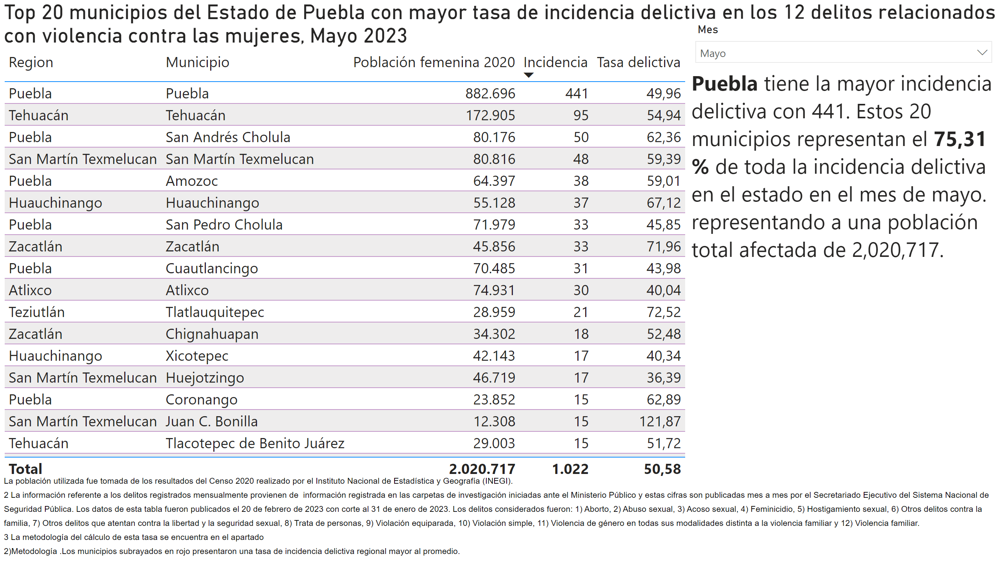 Top 20 municipios del Estado de Puebla con mayor tasa de incidencia delictiva en los 12 delitos relacionados
con violencia contra las mujeres, Mayo 2023
Mes
Mayo
Region Municipio Población femenina 2020 Incidencia Tasa delictiva
Puebla Puebla 882.696 441 49,96
Tehuacán Tehuacán 172.905 95 54,94
Puebla San Andrés Cholula 80.176 50 62,36
San Martín Texmelucan San Martín Texmelucan 80.816 48 59,39
Puebla Amozoc 64.397 38 59,01
Huauchinango Huauchinango 55.128 37 67,12
Puebla San Pedro Cholula 71.979 33 45,85
Zacatlán Zacatlán 45.856 33 71,96
Puebla Cuautlancingo 70.485 31 43,98
Atlixco Atlixco 74.931 30 40,04
Teziutlán Tlatlauquitepec 28.959 21 72,52
Zacatlán Chignahuapan 34.302 18 52,48
Huauchinango Xicotepec 42.143 17 40,34
San Martín Texmelucan Huejotzingo 46.719 17 36,39
Puebla Coronango 23.852 15 62,89
San Martín Texmelucan Juan C. Bonilla 12.308 15 121,87
Tehuacán Tlacotepec de Benito Juárez 29.003 15 51,72
Total 2.020.717 1.022 50,58
Puebla tiene la mayor incidencia
delictiva con 441. Estos 20
municipios representan el 75,31
% de toda la incidencia delictiva
en el estado en el mes de mayo.
representando a una población
total afectada de 2,020,717.
La población utilizada fue tomada de los resultados del Censo 2020 realizado por el Instituto Nacional de Estadística y Geografía (INEGI).
2 La información referente a los delitos registrados mensualmente provienen de información registrada en las carpetas de investigación iniciadas ante el Ministerio Público y estas cifras son publicadas mes a mes por el Secretariado Ejecutivo del Sistema Nacional de
Seguridad Pública. Los datos de esta tabla fueron publicados el 20 de febrero de 2023 con corte al 31 de enero de 2023. Los delitos considerados fueron: 1) Aborto, 2) Abuso sexual, 3) Acoso sexual, 4) Feminicidio, 5) Hostigamiento sexual, 6) Otros delitos contra la
familia, 7) Otros delitos que atentan contra la libertad y la seguridad sexual, 8) Trata de personas, 9) Violación equiparada, 10) Violación simple, 11) Violencia de género en todas sus modalidades distinta a la violencia familiar y 12) Violencia familiar.
3 La metodología del cálculo de esta tasa se encuentra en el apartado
2)Metodología .Los municipios subrayados en rojo presentaron una tasa de incidencia delictiva regional mayor al promedio.